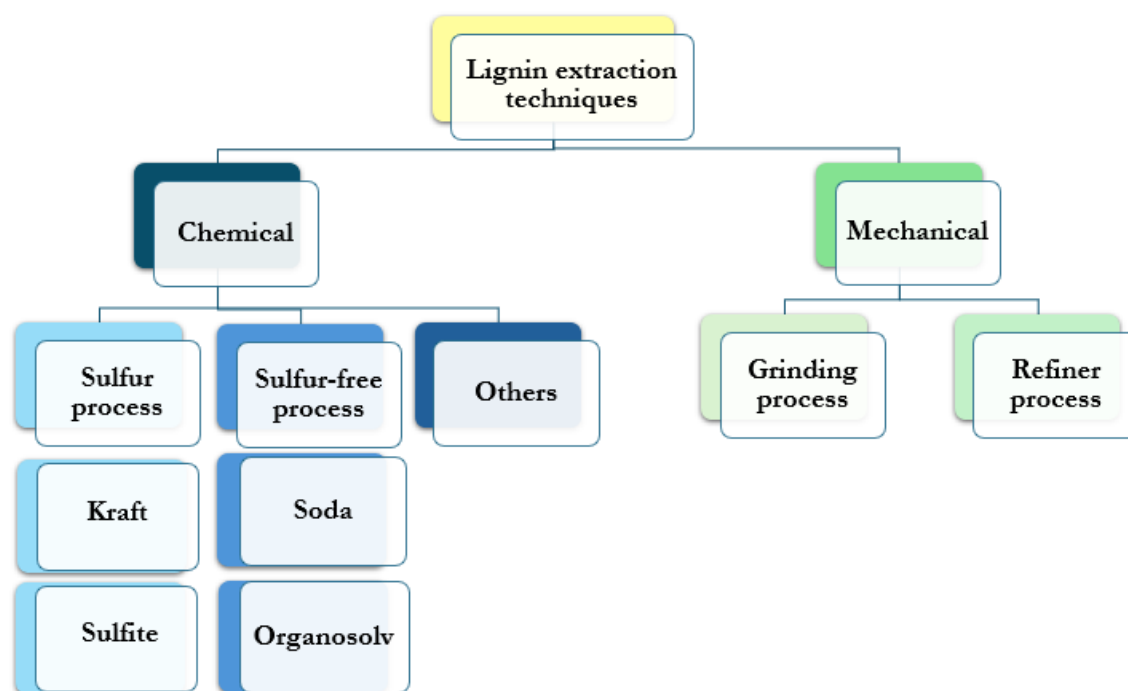 Lignin extraction
techniques
Chemical
Mechanical
Sulfur
process
Sulfur-free
process
Others
Grinding
process
Refiner
process
Kraft
Soda
Sulfite
Organosolv